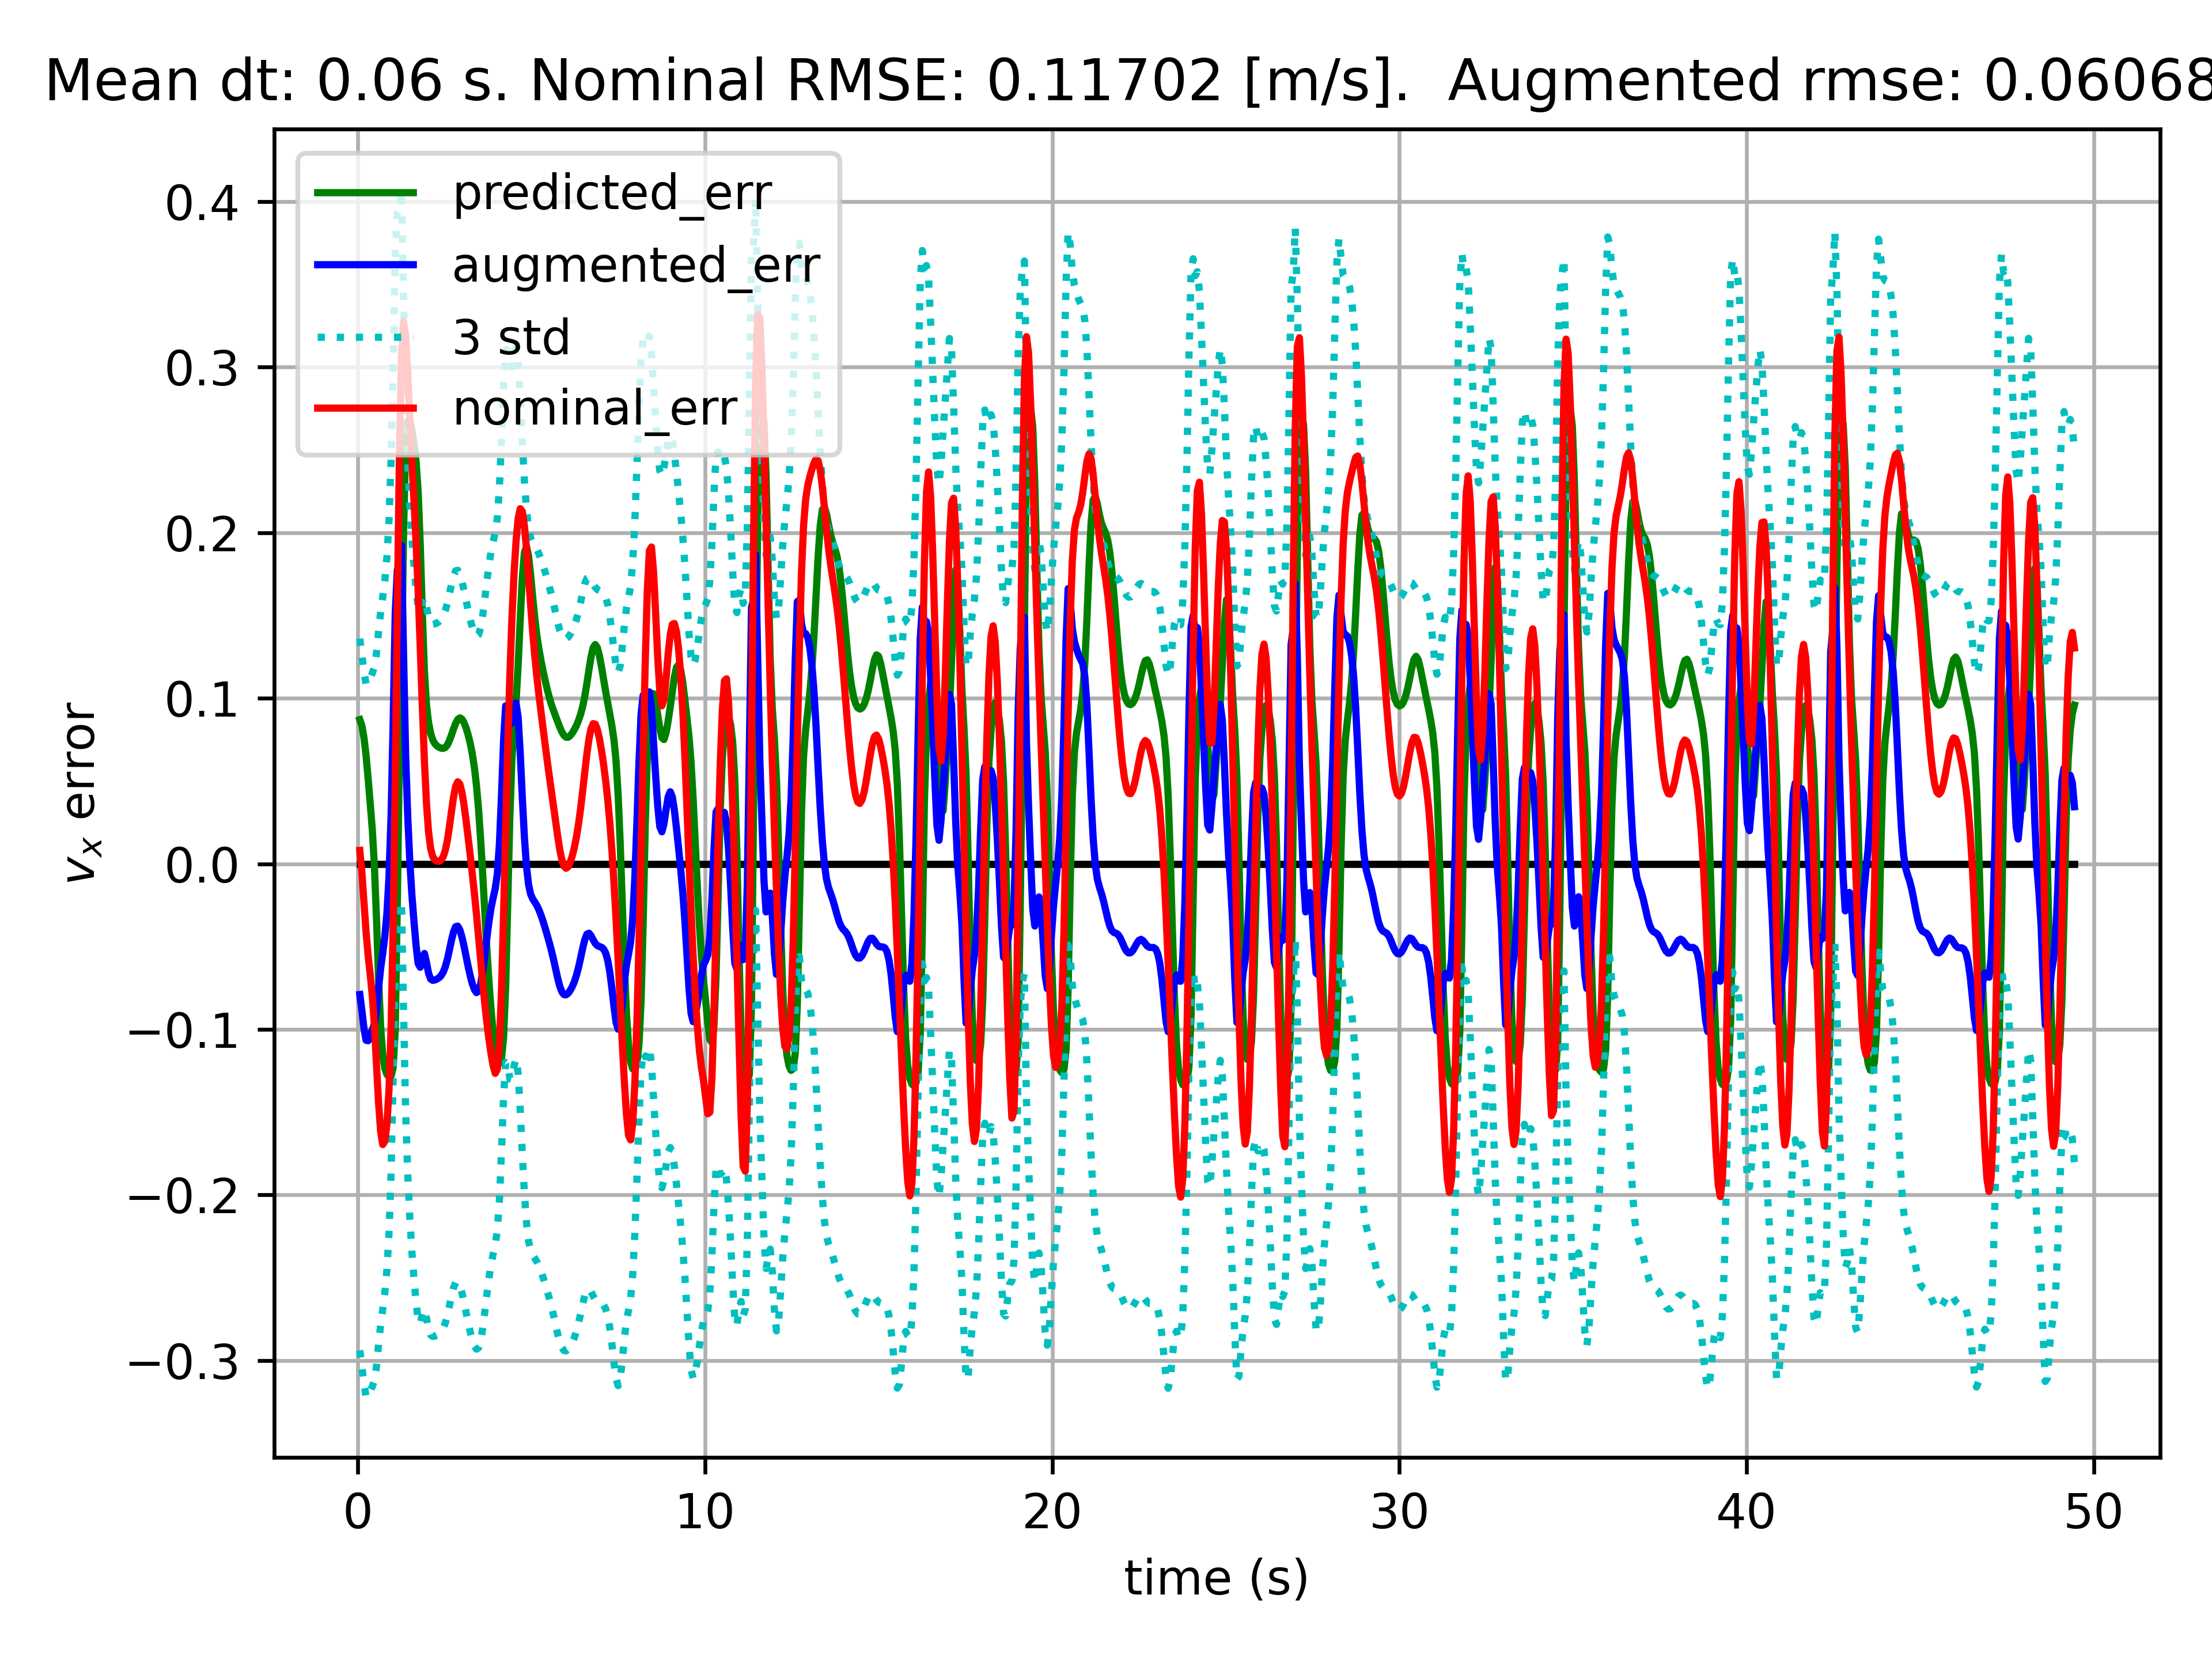 Mean dt: 0.06 s. Nominal RMSE: 0.11702 [m/s].  Augmented rmse: 0.06068
predicted_err
augmented_err
3 std
nominal_err
0.4
0.3
0.2
0.1
0.0
−0.1
−0.2
−0.3
vx error
0 10 20 30 40 50
time (s)